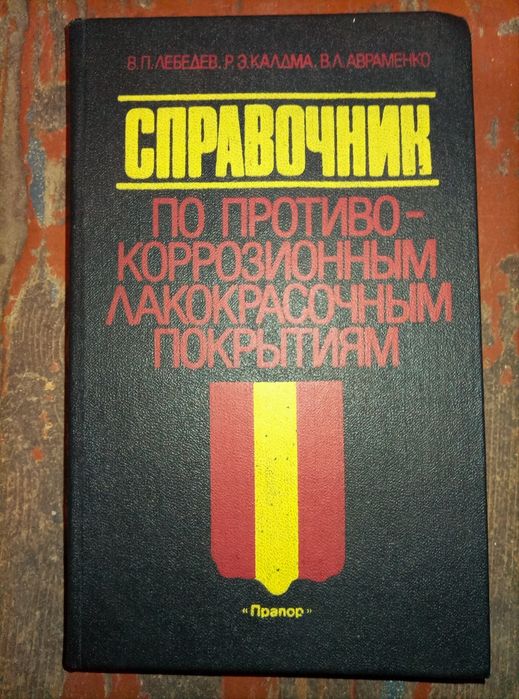 В.П.ЛЕБЕДЕВ, Р.Э.КАЛДМА, В.Л.АВРАМЕНКО
СПРАВОЧНИК
ПО ПРОТИВО-
КОРРОЗИОННЫМ
ЛАКОКРАСОЧНЫМ
ПОКРЫТИЯМ
«Прапор»